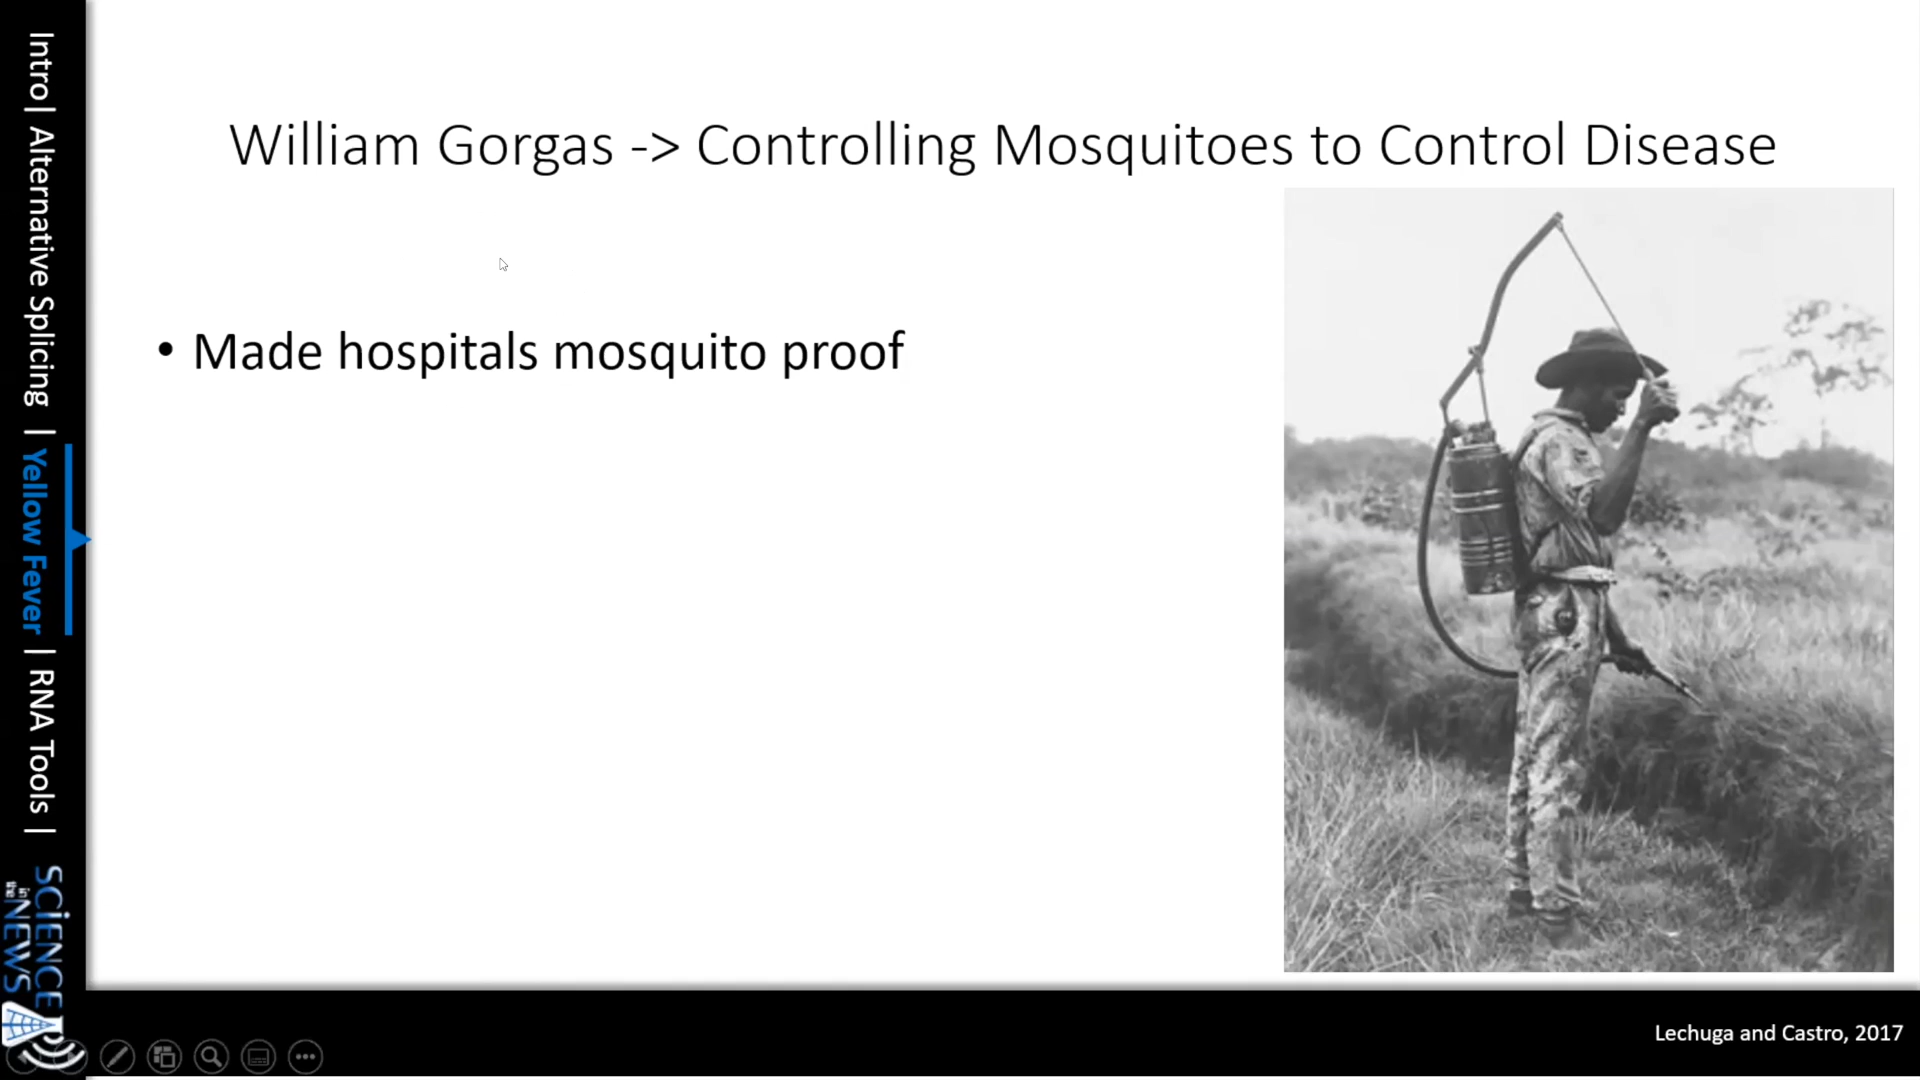 William Gorgas -> Controlling Mosquitoes to Control Disease
• Made hospitals mosquito proof
Intro| Alternative Splicing | Yellow Fever | RNA Tools |
SCiENCE
in the NEWS
Lechuga and Castro, 2017